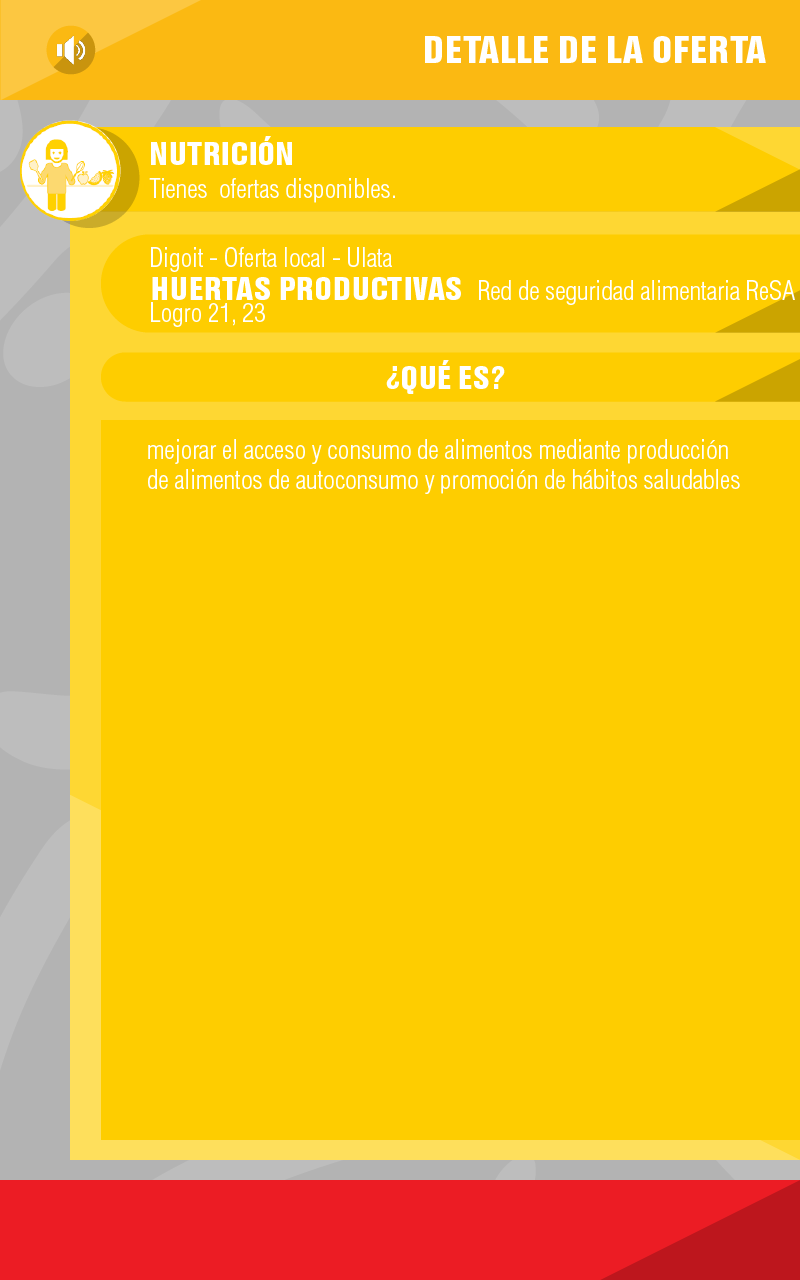 DETALLE DE LA OFERTA
NUTRICIÓN
Tienes ofertas disponibles.
Digoit - Oferta local - Ulata
HUERTAS PRODUCTIVAS Red de seguridad alimentaria ReSA
Logro 21, 23
¿QUÉ ES?
mejorar el acceso y consumo de alimentos mediante producción
de alimentos de autoconsumo y promoción de hábitos saludables